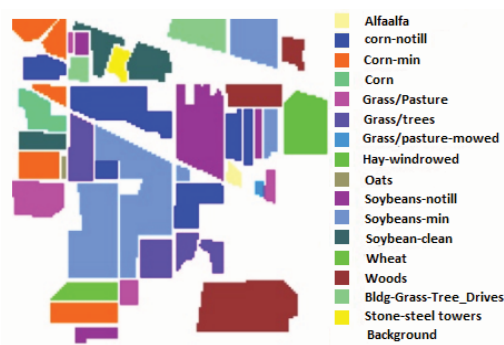 Alfaalfa
corn-notill
Corn-min
Corn
Grass/Pasture
Grass/trees
Grass/pasture-mowed
Hay-windrowed
Oats
Soybeans-notill
Soybeans-min
Soybean-clean
Wheat
Woods
Bldg-Grass-Tree_Drives
Stone-steel towers
Background